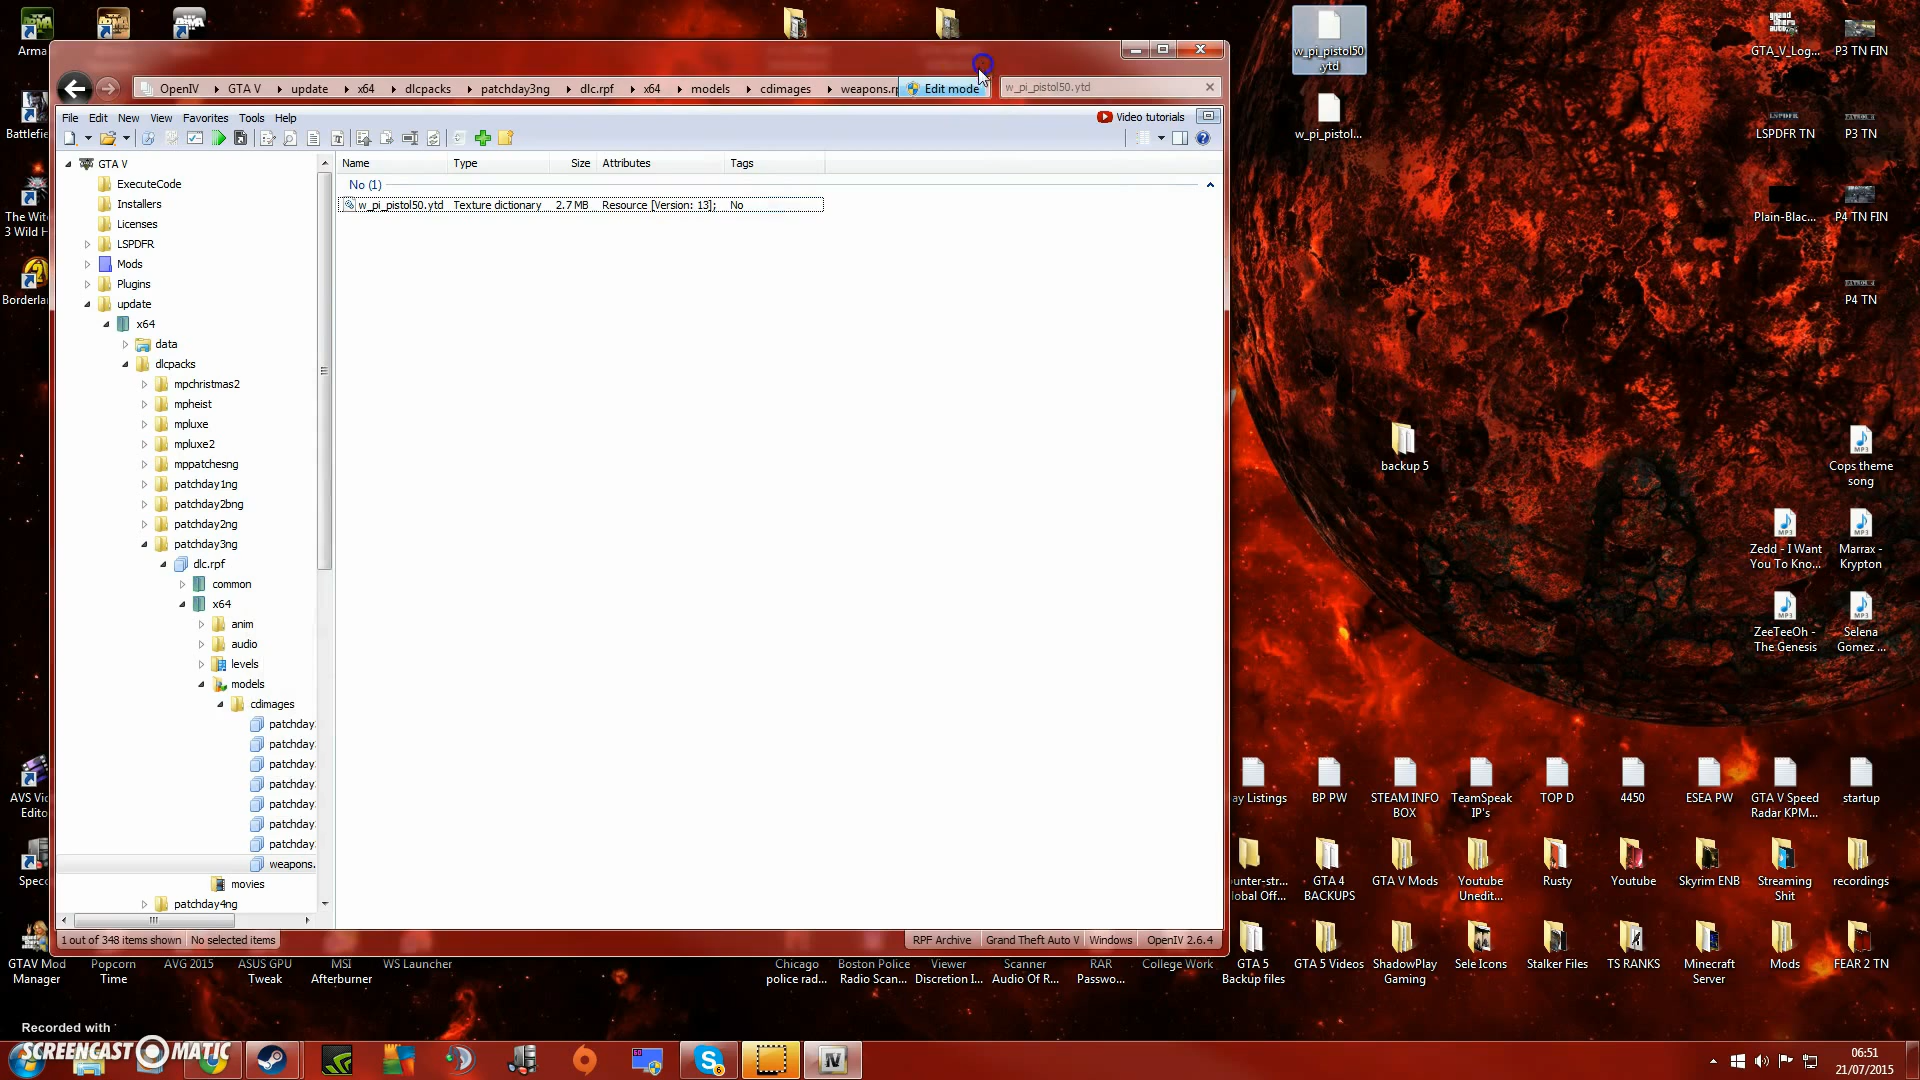 Arma
Battlefie
The Wit
3 Wild H
Borderlan
AVS Vid
Edito
Specc
OpenIV GTA V update x64 dlcpacks patchday3ng dlc.rpf x64 models cdimages weapons.rp
Edit mode
w_pi_pistol50.ytd
File Edit New View Favorites Tools Help
Video tutorials
GTA V
ExecuteCode
Installers
Licenses
LSPDFR
Mods
Plugins
update
x64
data
dlcpacks
mpchristmas2
mpheist
mpluxe
mpluxe2
mppatchesng
patchday1ng
patchday2bng
patchday2ng
patchday3ng
dlc.rpf
common
x64
anim
audio
levels
models
cdimages
patchday
patchday
patchday
patchday
patchday
patchday
patchday
weapons.
movies
patchday4ng
Name Type Size Attributes Tags
No (1)
w_pi_pistol50.ytd Texture dictionary 2.7 MB Resource [Version: 13]; No
1 out of 348 items shown No selected items
RPF Archive Grand Theft Auto V Windows OpenIV 2.6.4
w_pi_pistol50
.ytd
w_pi_pistol...
GTA_V_Log...
P3 TN FIN
LSPDFR TN
P3 TN
Plain-Blac...
P4 TN FIN
P4 TN
backup 5
Cops theme
song
Zedd - I Want
You To Kno...
Marrax -
Krypton
ZeeTeeOh -
The Genesis
Selena
Gomez ...
ay Listings
BP PW
STEAM INFO
BOX
TeamSpeak
IP's
TOP D
4450
ESEA PW
GTA V Speed
Radar KPM...
startup
unter-str...
lobal Off...
GTA 4
BACKUPS
GTA V Mods
Youtube
Unedit...
Rusty
Youtube
Skyrim ENB
Streaming
Shit
recordings
GTAV Mod
Manager
Popcorn
Time
AVG 2015
ASUS GPU
Tweak
MSI
Afterburner
WS Launcher
Chicago
police rad...
Boston Police
Radio Scan...
Viewer
Discretion I...
Scanner
Audio Of R...
RAR
Passwo...
College Work
GTA 5
Backup files
GTA 5 Videos
ShadowPlay
Gaming
Sele Icons
Stalker Files
TS RANKS
Minecraft
Server
Mods
FEAR 2 TN
Recorded with
SCREENCAST MATIC
06:51
21/07/2015